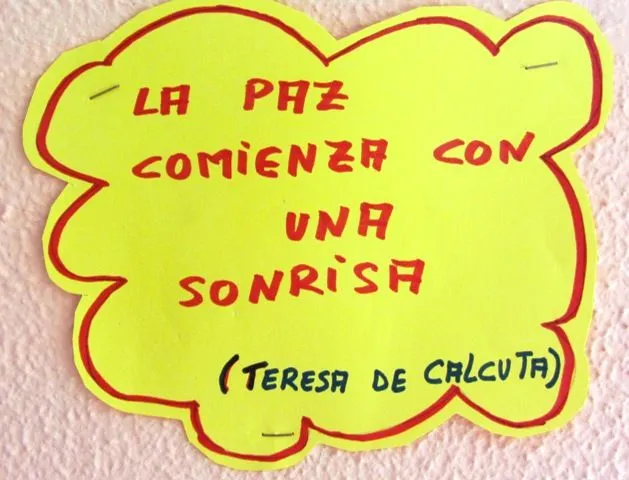 LA PAZ
COMiENZA CON
UNA
SONRiSA
(TERESA DE CALCUTA)